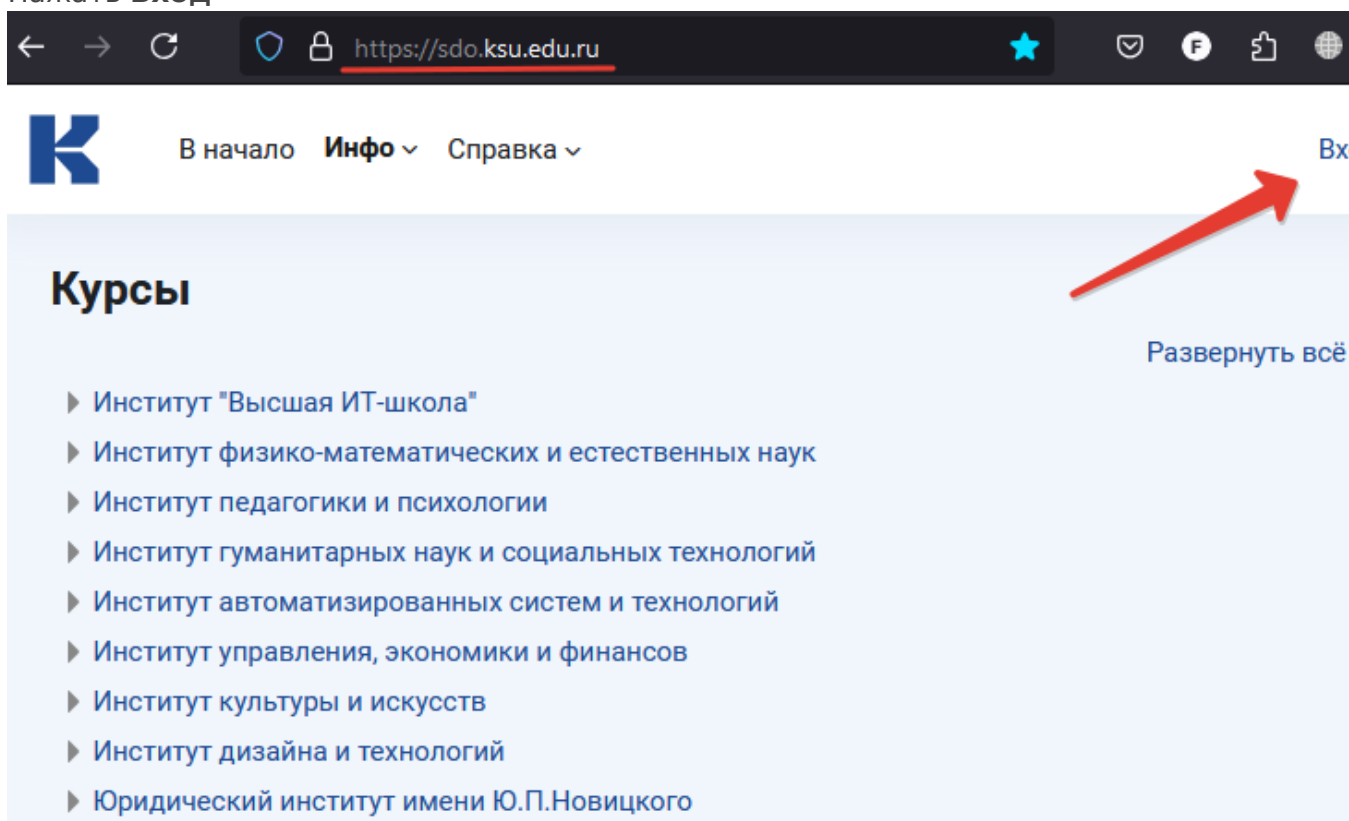 Нажать Вход
https://sdo.ksu.edu.ru
В начало Инфо Справка
Курсы
Развернуть всё
Институт "Высшая ИТ-школа"
Институт физико-математических и естественных наук
Институт педагогики и психологии
Институт гуманитарных наук и социальных технологий
Институт автоматизированных систем и технологий
Институт управления, экономики и финансов
Институт культуры и искусств
Институт дизайна и технологий
Юридический институт имени Ю.П.Новицкого